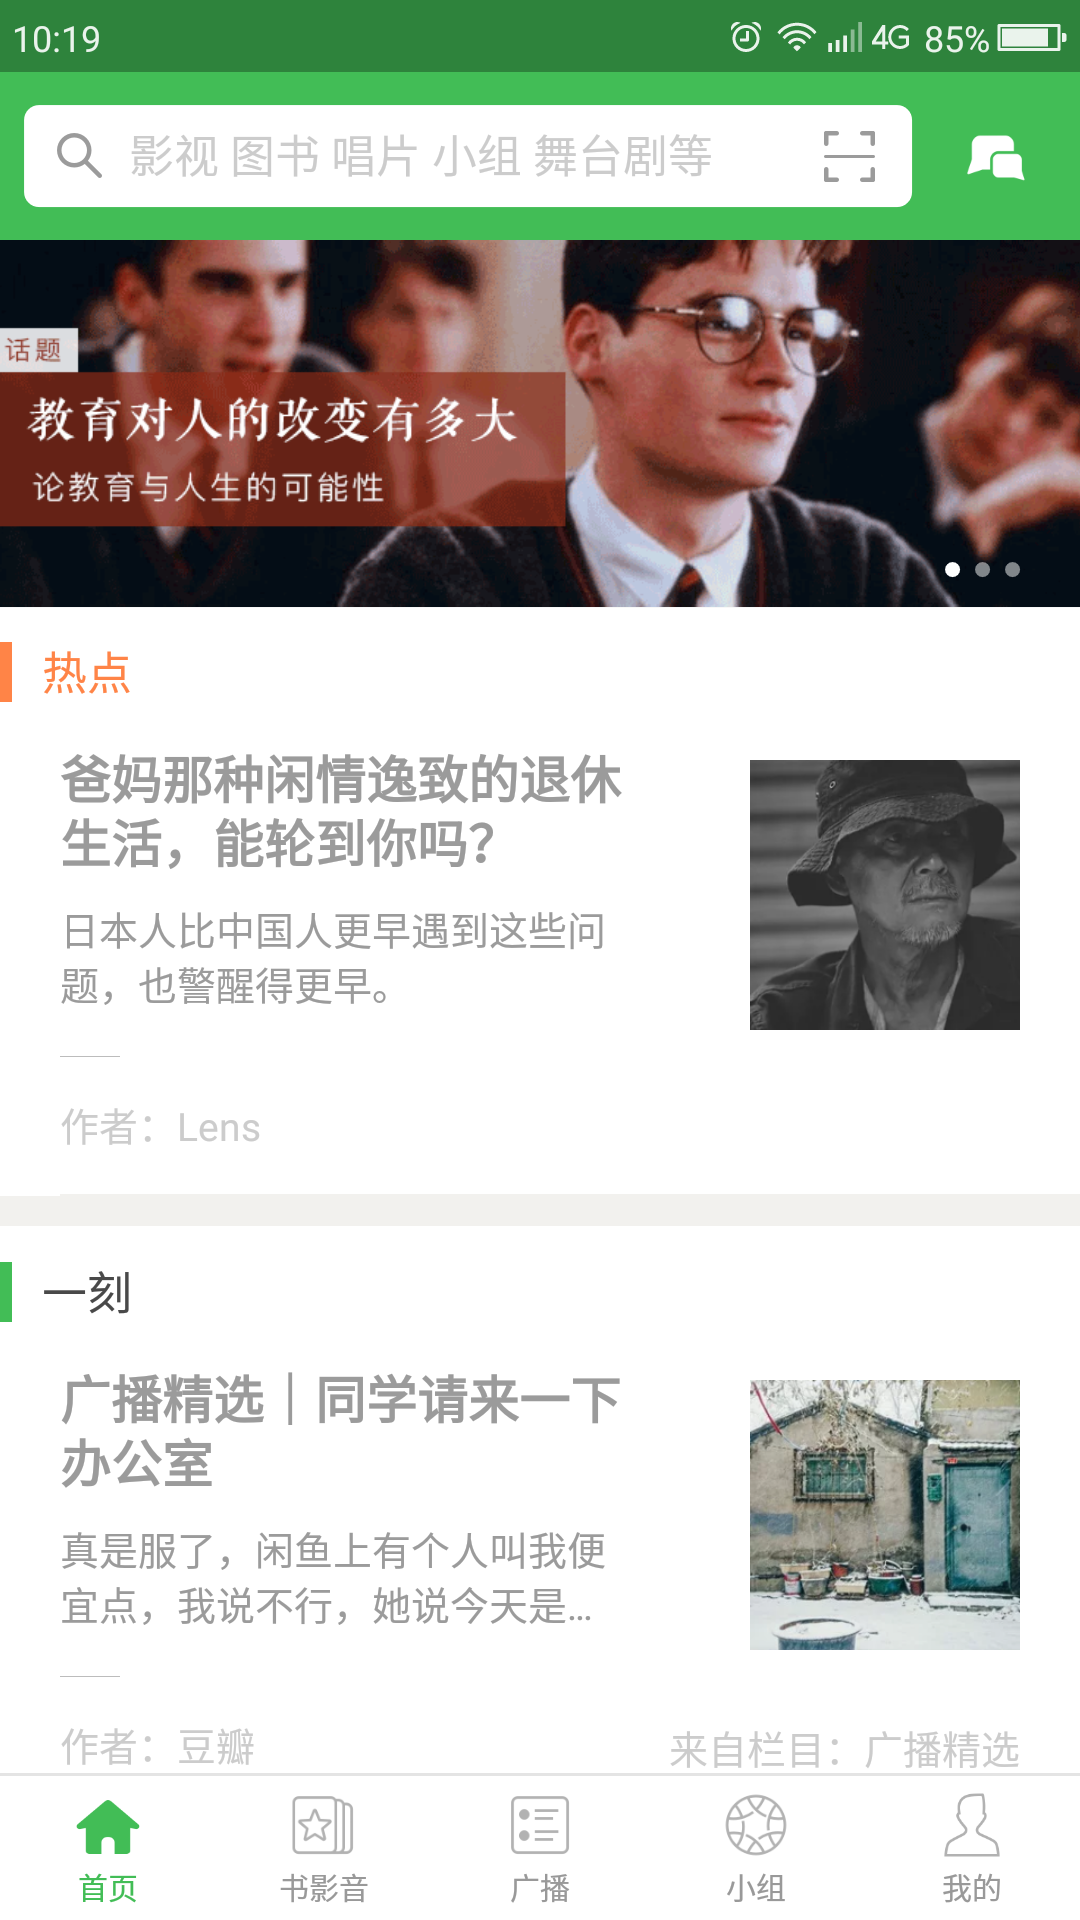 10:19
4G 85%
影视 图书 唱片 小组 舞台剧等
话题
教育对人的改变有多大
论教育与人生的可能性
热点
爸妈那种闲情逸致的退休
生活，能轮到你吗？
日本人比中国人更早遇到这些问
题，也警醒得更早。
作者：Lens
一刻
广播精选｜同学请来一下
办公室
真是服了，闲鱼上有个人叫我便
宜点，我说不行，她说今天是...
作者：豆瓣
来自栏目：广播精选
首页
书影音
广播
小组
我的